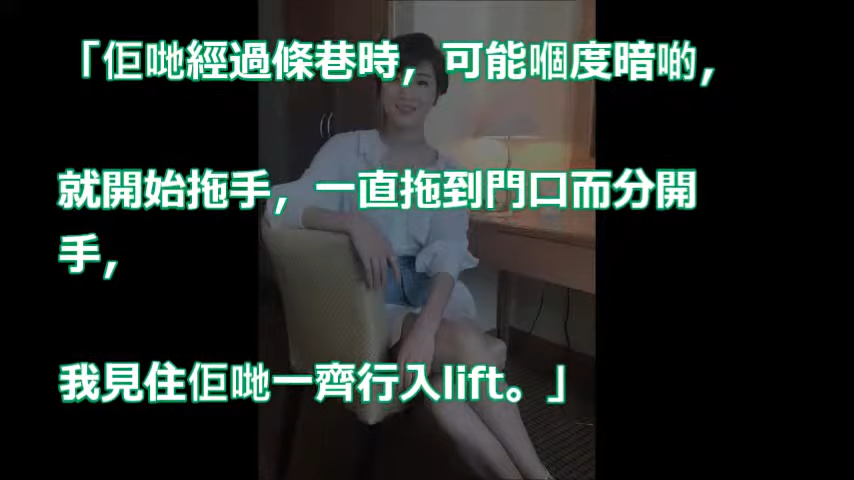 「佢哋經過條巷時，可能嗰度暗啲，
就開始拖手，一直拖到門口而分開
手，
我見住佢哋一齊行入lift。」